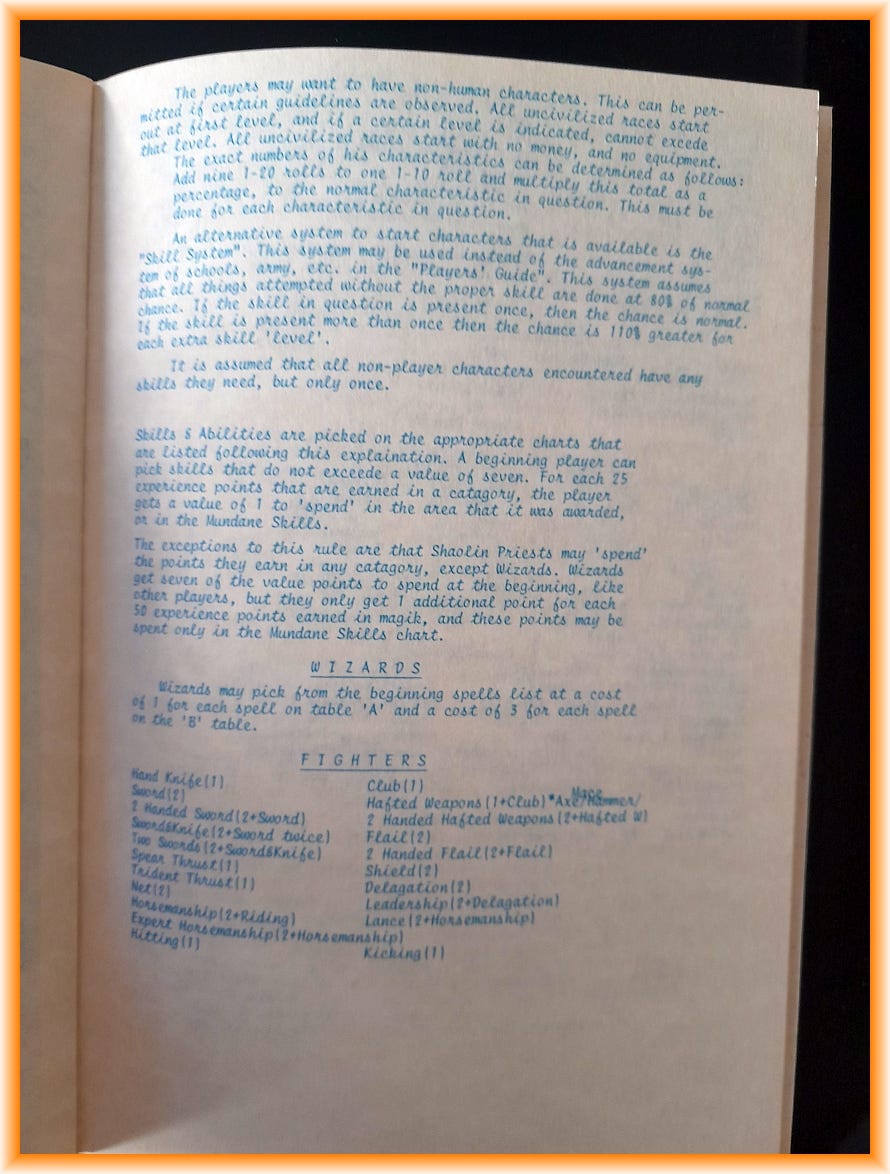 The players may want to have non-human characters. This can be per-
mitted if certain guidelines are observed. All uncivilized races start
out at first level, and if a certain level is indicated, cannot excede
that level. All uncivilized races start with no money, and no equipment.
The exact numbers of his characteristics can be determined as follows:
Add nine 1-20 rolls to one 1-10 roll and multiply this total as a
percentage, to the normal characteristic in question. This must be
done for each characteristic in question.
An alternative system to start characters that is available is the
"Skill System". This system may be used instead of the advancement sys-
tem of schools, army, etc. in the "Players' Guide". This system assumes
that all things attempted without the proper skill are done at 80% of normal
chance. If the skill in question is present once, then the chance is normal.
If the skill is present more than once then the chance is 110% greater for
each extra skill 'level'.
It is assumed that all non-player characters encountered have any
skills they need, but only once.
Skills & Abilities are picked on the appropriate charts that
are listed following this explaination. A beginning player can
pick skills that do not exceede a value of seven. For each 25
experience points that are earned in a catagory, the player
gets a value of 1 to 'spend' in the area that it was awarded,
or in the Mundane Skills.
The exceptions to this rule are that Shaolin Priests may 'spend'
the points they earn in any catagory, except Wizards. Wizards
get seven of the value points to spend at the beginning, like
other players, but they only get 1 additional point for each
50 experience points earned in magik, and these points may be
spent only in the Mundane Skills chart.
WIZARDS
Wizards may pick from the beginning spells list at a cost
of 1 for each spell on table 'A' and a cost of 3 for each spell
on the 'B' table.
FIGHTERS
Hand Knife(1)
Sword(2)
2 Handed Sword(2+Sword)
Sword&Knife(2+Sword twice)
Two Swords(2+Sword&Knife)
Spear Thrust(1)
Trident Thrust(1)
Net(2)
Horsemanship(2+Riding)
Expert Horsemanship(2+Horsemanship)
Hitting(1)
Club(1)
Mace
Hafted Weapons(1+Club)*Axe/Hammer/
2 Handed Hafted Weapons(2+Hafted W)
Flail(2)
2 Handed Flail(2+Flail)
Shield(2)
Delagation(2)
Leadership(2+Delagation)
Lance(2+Horsemanship)
Kicking(1)